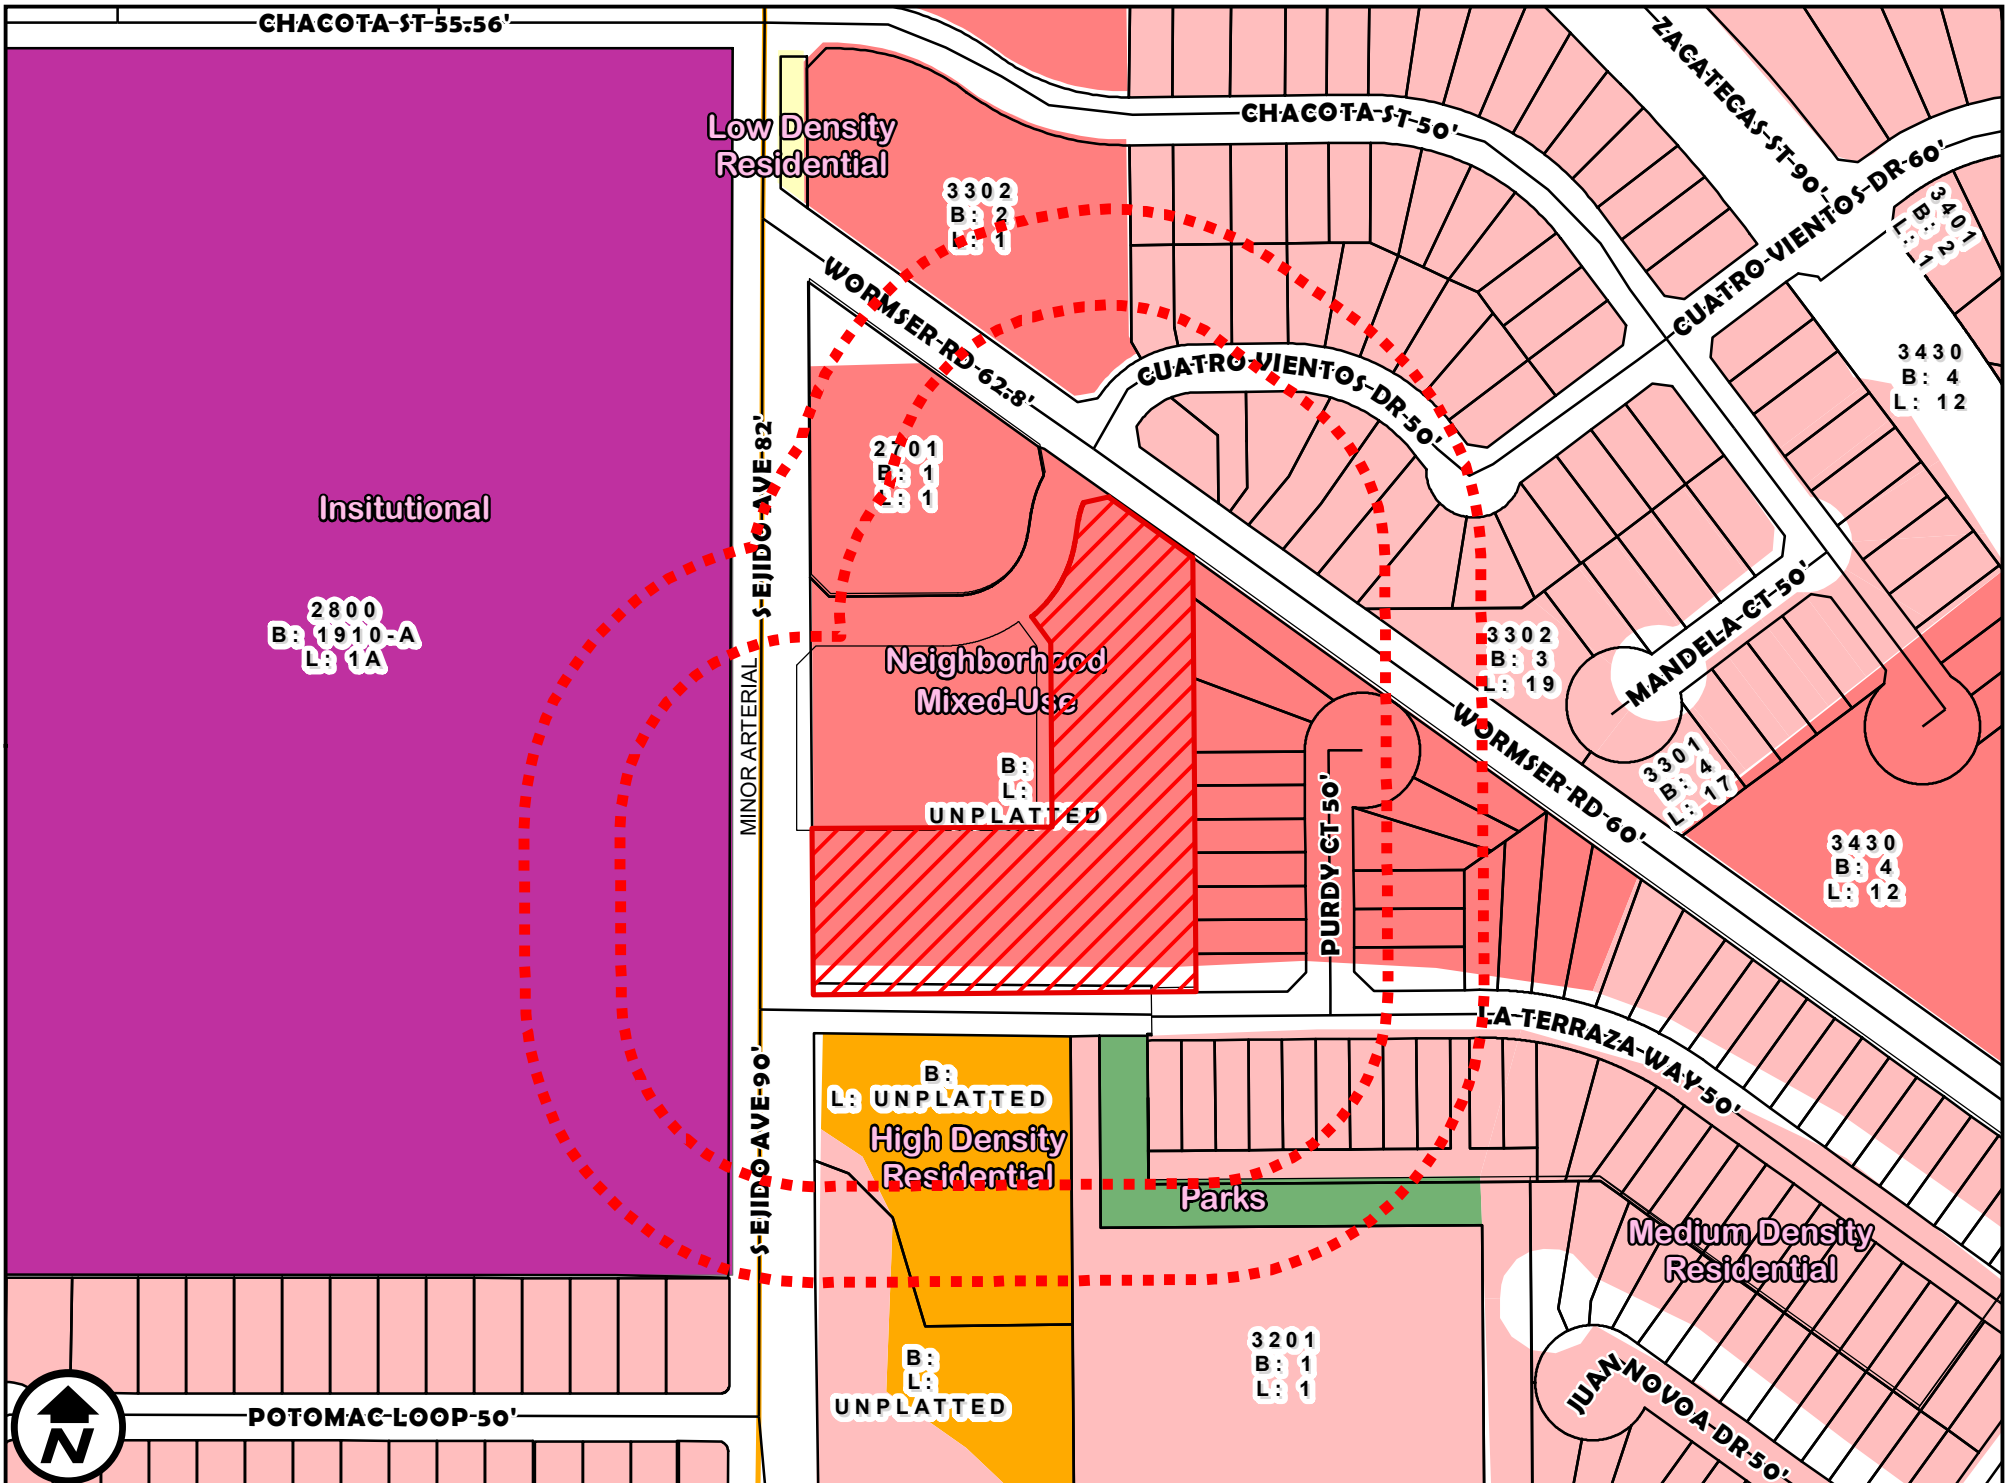 CHACOTA ST 55.56'
ZACATECAS ST 90'
CHACOTA ST 50'
Low Density
Residential
CUATRO VIENTOS DR 60'
3302
B: 2
L: 1
3401
B: 2
L: 1
WORMSER RD 62.8'
CUATRO VIENTOS DR 50'
3430
B: 4
L: 12
S EJIDO AVE 82'
2701
B: 1
L: 1
Insitutional
2800
B: 1910-A
L: 1A
MANDELA CT 50'
3302
B: 3
L: 19
Neighborhood
Mixed-Use
MINOR ARTERIAL
WORMSER RD 60'
3301
B: 4
L: 17
B:
L:
UNPLATTED
PURDY CT 50'
3430
B: 4
L: 12
LA TERRAZA WAY 50'
S EJIDO AVE 90'
B:
L: UNPLATTED
High Density
Residential
Parks
Medium Density
Residential
3201
B: 1
L: 1
B:
L:
UNPLATTED
JUAN NOVOA DR 50'
POTOMAC LOOP 50'
N